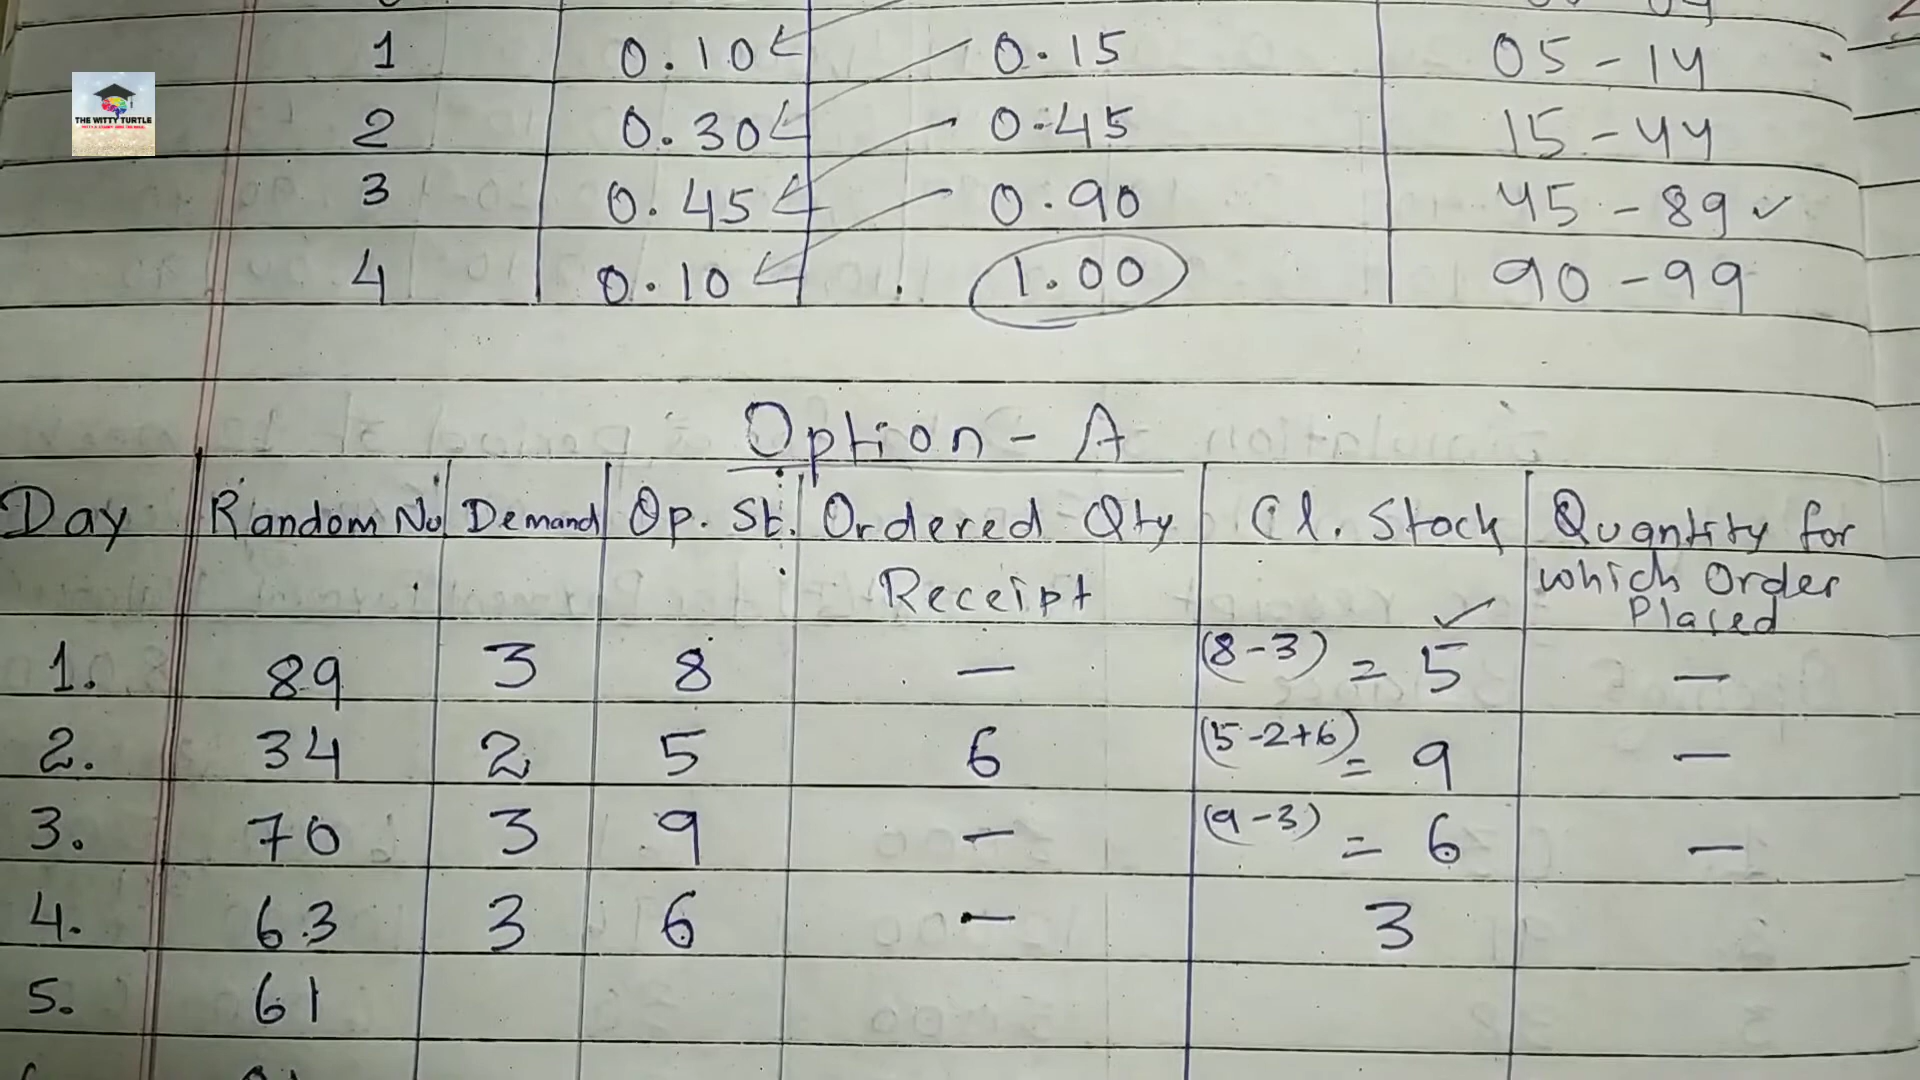 1 0.10 0.15 05-14
THE WITTY TURTLE
2 0.30 0.45 15-44
3 0.45 0.90 45-89 ✓
4 0.10 1.00 90-99
Option - A
Day Random No Demand Op. St. Ordered Qty Cl. Stock Quantity for
Receipt which Order
✓ Placed
1. 89 3 8 — (8-3) = 5 —
2. 34 2 5 6 (5-2+6) = 9 —
3. 70 3 9 — (9-3) = 6 —
4. 63 3 6 — 3
5. 61